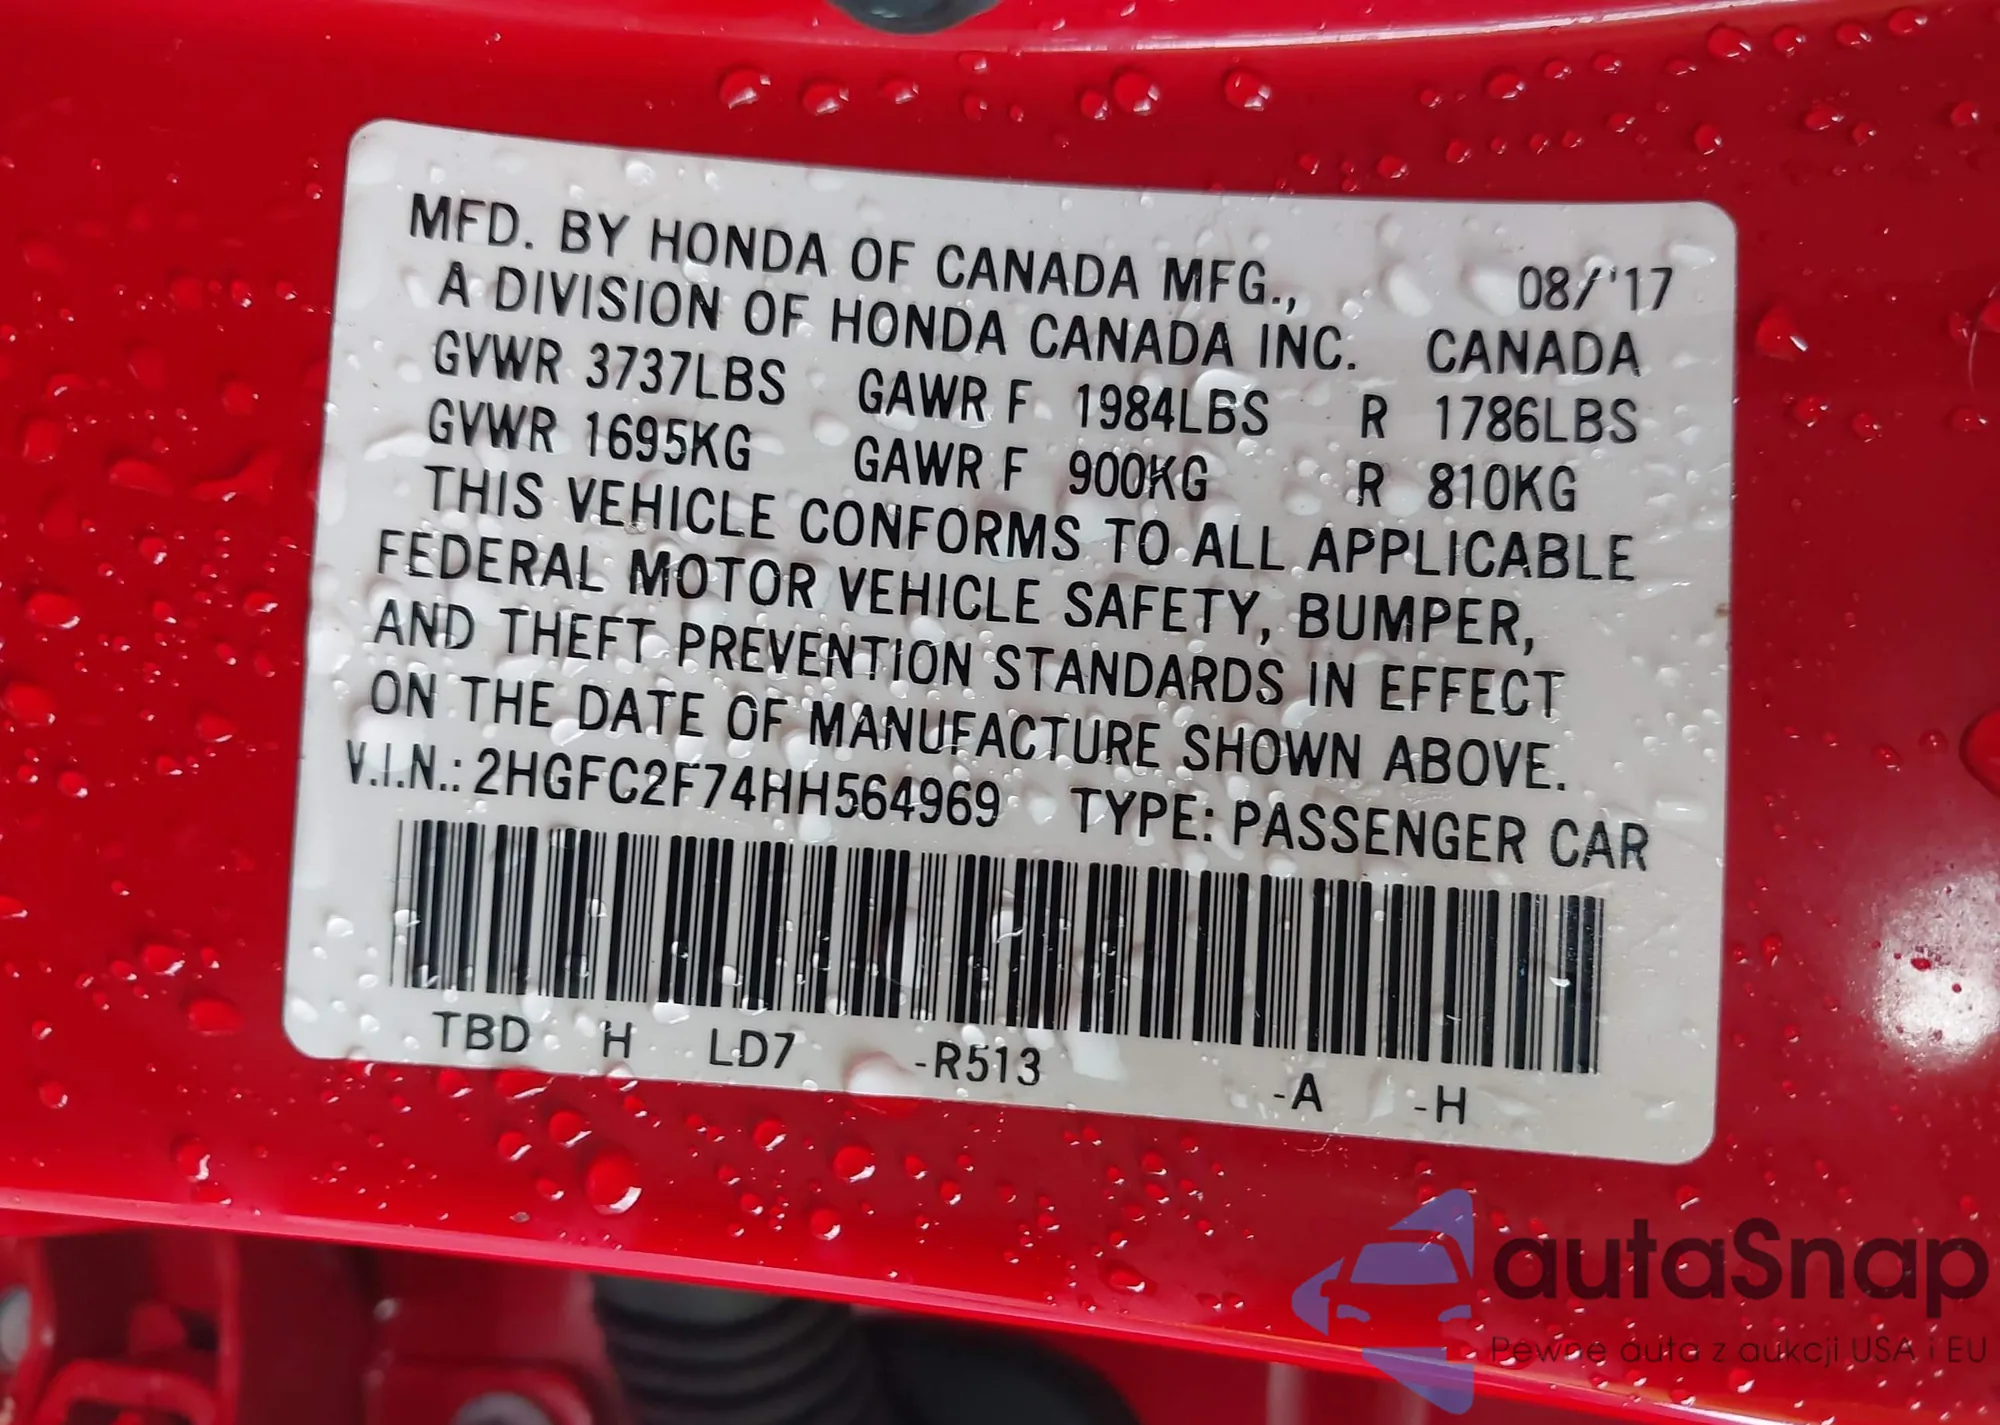 MFD. BY HONDA OF CANADA MFG., 08/'17
A DIVISION OF HONDA CANADA INC. CANADA
GVWR 3737LBS GAWR F 1984LBS R 1786LBS
GVWR 1695KG GAWR F 900KG R 810KG
THIS VEHICLE CONFORMS TO ALL APPLICABLE
FEDERAL MOTOR VEHICLE SAFETY, BUMPER,
AND THEFT PREVENTION STANDARDS IN EFFECT
ON THE DATE OF MANUFACTURE SHOWN ABOVE.
V.I.N.: 2HGFC2F74HH564969 TYPE: PASSENGER CAR
TBD H LD7 -R513 -A -H
autaSnap
Pewne auta z aukcji USA i EU